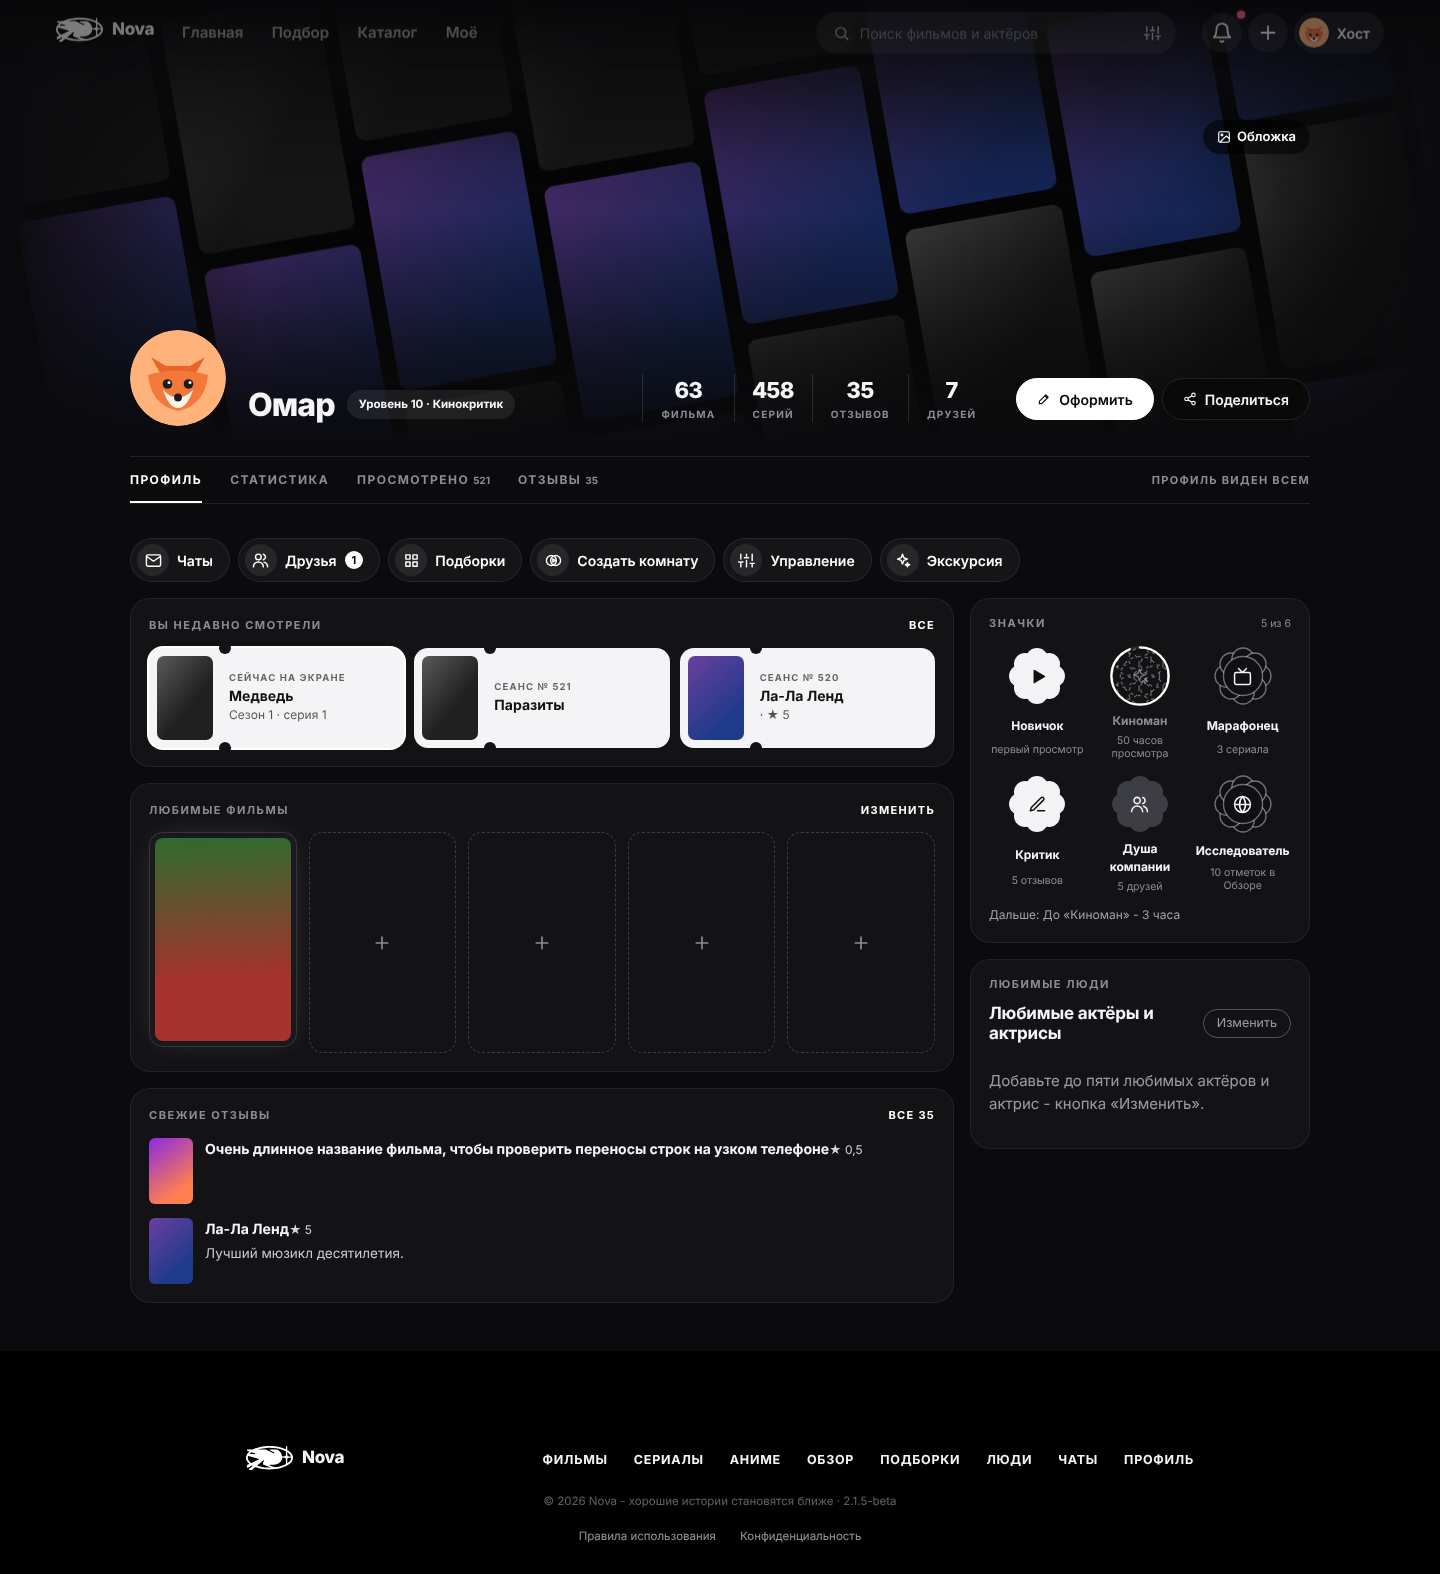 Nova Главная Подбор Каталог Моё Поиск фильмов и актёров Хост
Обложка
Омар Уровень 10 · Кинокритик
63 458 35 7
ФИЛЬМА СЕРИЙ ОТЗЫВОВ ДРУЗЕЙ
Оформить Поделиться
ПРОФИЛЬ СТАТИСТИКА ПРОСМОТРЕНО 521 ОТЗЫВЫ 35 ПРОФИЛЬ ВИДЕН ВСЕМ
Чаты Друзья 1 Подборки Создать комнату Управление Экскурсия
ВЫ НЕДАВНО СМОТРЕЛИ ВСЕ
СЕЙЧАС НА ЭКРАНЕ
Медведь
Сезон 1 · серия 1
СЕАНС № 521
Паразиты
СЕАНС № 520
Ла-Ла Ленд
· ★ 5
ЛЮБИМЫЕ ФИЛЬМЫ ИЗМЕНИТЬ
СВЕЖИЕ ОТЗЫВЫ ВСЕ 35
Очень длинное название фильма, чтобы проверить переносы строк на узком телефоне★ 0,5
Ла-Ла Ленд★ 5
Лучший мюзикл десятилетия.
ЗНАЧКИ 5 из 6
Новичок
первый просмотр
Киноман
50 часов
просмотра
Марафонец
3 сериала
Критик
5 отзывов
Душа
компании
5 друзей
Исследователь
10 отметок в
Обзоре
Дальше: До «Киноман» - 3 часа
ЛЮБИМЫЕ ЛЮДИ
Любимые актёры и
актрисы
Изменить
Добавьте до пяти любимых актёров и
актрис - кнопка «Изменить».
Nova ФИЛЬМЫ СЕРИАЛЫ АНИМЕ ОБЗОР ПОДБОРКИ ЛЮДИ ЧАТЫ ПРОФИЛЬ
© 2026 Nova - хорошие истории становятся ближе · 2.1.5-beta
Правила использования Конфиденциальность